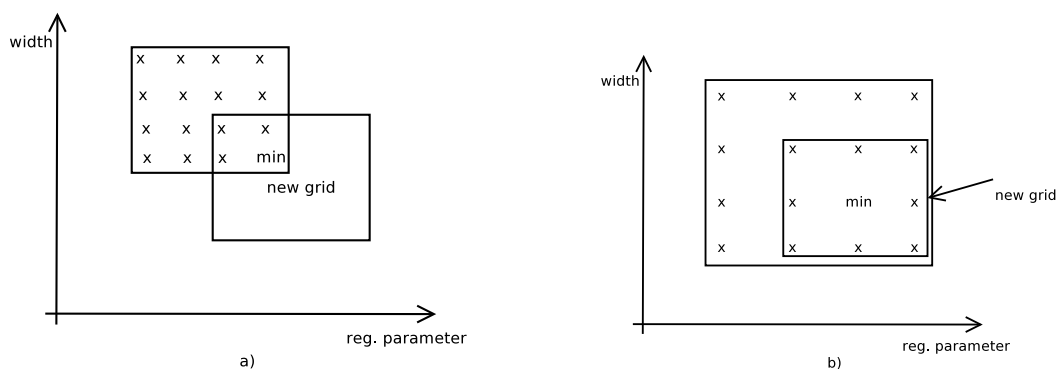 width
x x x x
x x x x
x x x x
x x x min
new grid
reg. parameter
a)
width
x x x x
x x x x
x x min x
x x x x
new grid
reg. parameter
b)